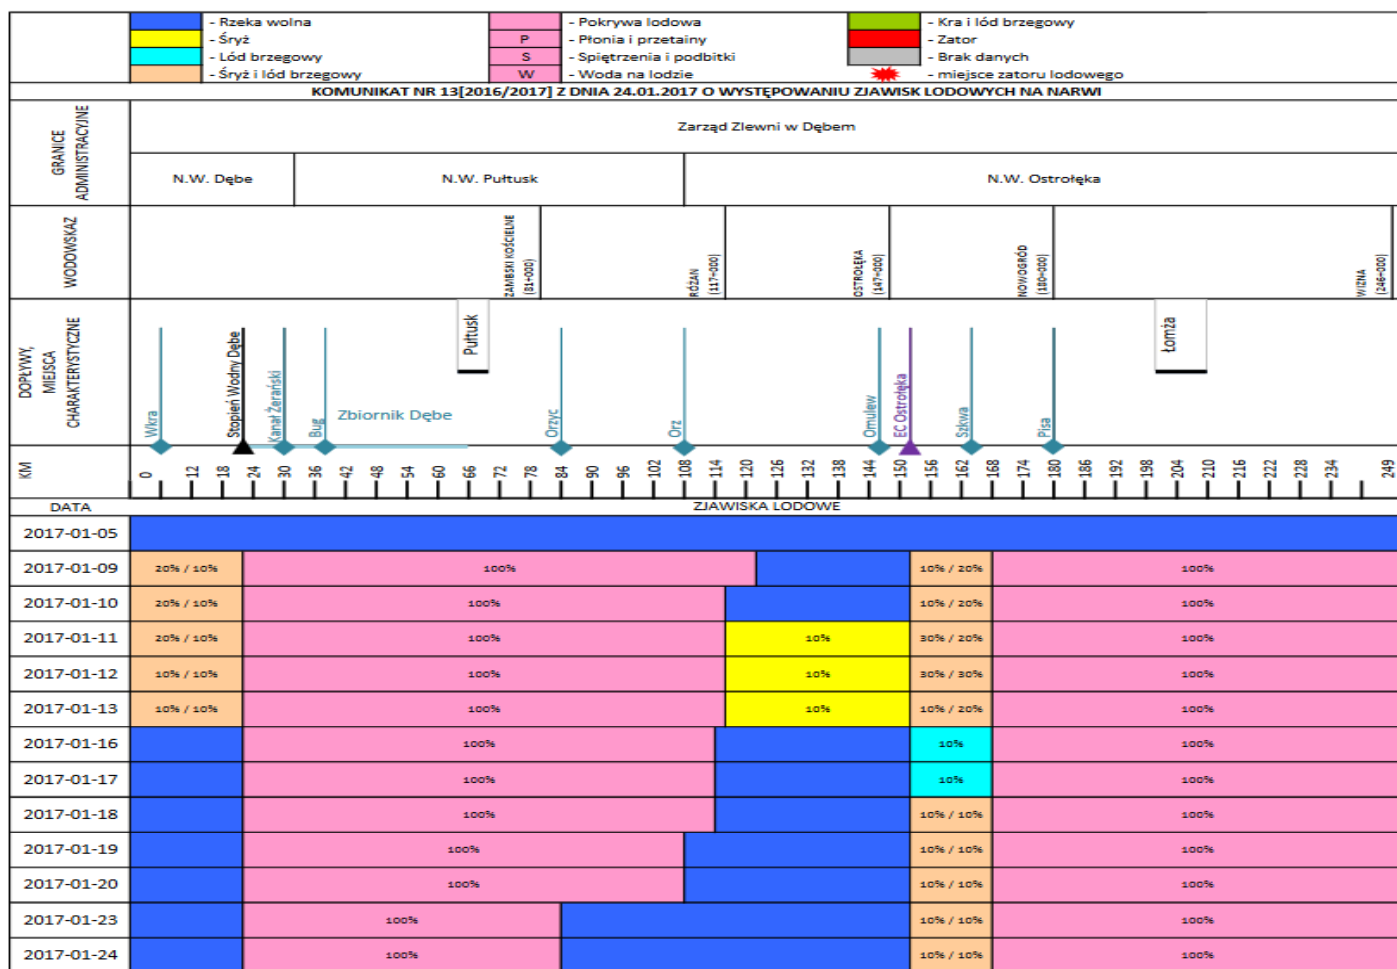 - Rzeka wolna
- Śryż
- Lód brzegowy
- Śryż i lód brzegowy
- Pokrywa lodowa
P - Płonia i przetainy
S - Spiętrzenia i podbitki
W - Woda na lodzie
- Kra i lód brzegowy
- Zator
- Brak danych
- miejsce zatoru lodowego
KOMUNIKAT NR 13[2016/2017] Z DNIA 24.01.2017 O WYSTĘPOWANIU ZJAWISK LODOWYCH NA NARWI
GRANICE
ADMINISTRACYJNE
Zarząd Zlewni w Dębem
N.W. Dębe
N.W. Pułtusk
N.W. Ostrołęka
WODOWSKAZ
ZAMBSKI KOŚCIELNE
(81+000)
RÓŻAN
(117+000)
OSTROŁĘKA
(147+000)
NOWOGRÓD
(180+000)
WIZNA
(246+000)
DOPŁYWY,
MIEJSCA
CHARAKTERYSTYCZNE
Wkra
Stopień Wodny Dębe
Kanał Żerański
Bug
Zbiornik Dębe
Pułtusk
Orzyc
Orz
Omulew
EC Ostrołęka
Szkwa
Pisa
Łomża
KM 0 12 18 24 30 36 42 48 54 60 66 72 78 84 90 96 102 108 114 120 126 132 138 144 150 156 162 168 174 180 186 192 198 204 210 216 222 228 234 249
DATA ZJAWISKA LODOWE
2017-01-05
2017-01-09 20% / 10% 100% 10% / 20% 100%
2017-01-10 20% / 10% 100% 10% / 20% 100%
2017-01-11 20% / 10% 100% 10% 30% / 20% 100%
2017-01-12 10% / 10% 100% 10% 30% / 30% 100%
2017-01-13 10% / 10% 100% 10% 10% / 20% 100%
2017-01-16 100% 10% 100%
2017-01-17 100% 10% 100%
2017-01-18 100% 10% / 10% 100%
2017-01-19 100% 10% / 10% 100%
2017-01-20 100% 10% / 10% 100%
2017-01-23 100% 10% / 10% 100%
2017-01-24 100% 10% / 10% 100%